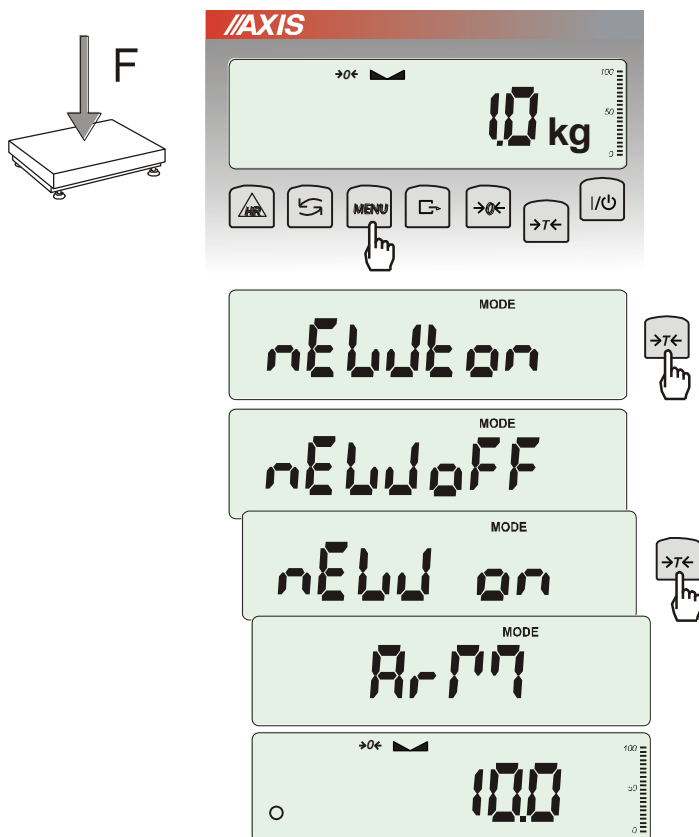 F
//AXIS
→0← 100
1.0 kg 50
0
HR MENU →0← →T← I/⏻
MODE
nEWton →T←
MODE
nEWoFF
MODE
nEW on →T←
MODE
ArM
→0← 100
10.0 50
0